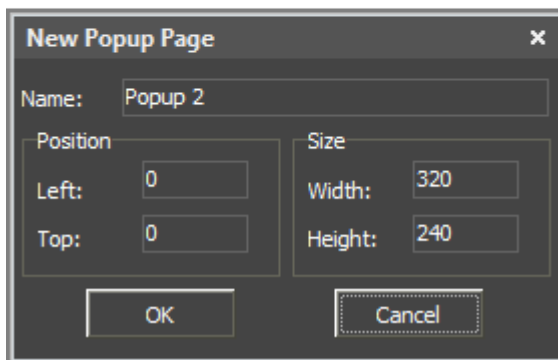 New Popup Page
Name: Popup 2
Position
Left: 0
Top: 0
Size
Width: 320
Height: 240
OK
Cancel